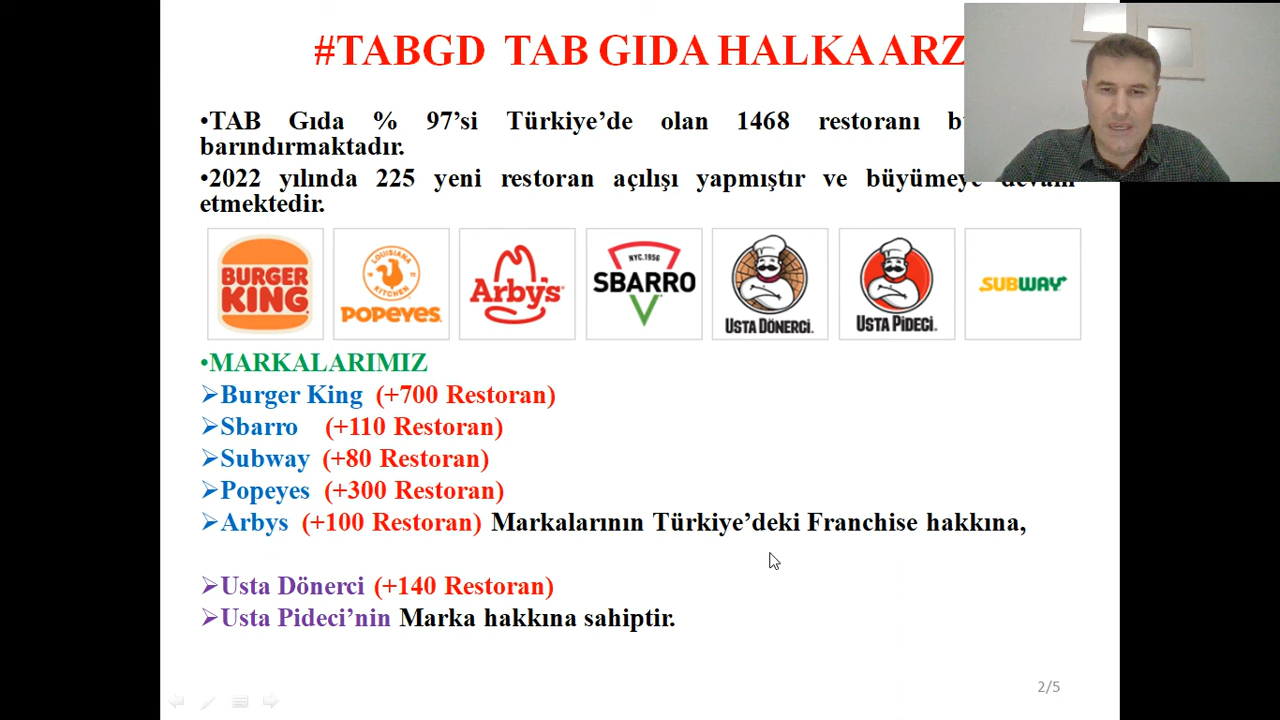 #TABGD TAB GIDA HALKA ARZ
•TAB Gıda % 97’si Türkiye’de olan 1468 restoranı
barındırmaktadır.
•2022 yılında 225 yeni restoran açılışı yapmıştır ve büyümeye devam
etmektedir.
BURGER KING
LOUISIANA KITCHEN POPEYES
Arby's
NYC.1956 SBARRO
USTA DÖNERCİ
USTA PİDECİ
SUBWAY
•MARKALARIMIZ
➢Burger King (+700 Restoran)
➢Sbarro (+110 Restoran)
➢Subway (+80 Restoran)
➢Popeyes (+300 Restoran)
➢Arbys (+100 Restoran) Markalarının Türkiye’deki Franchise hakkına,
➢Usta Dönerci (+140 Restoran)
➢Usta Pideci’nin Marka hakkına sahiptir.
2/5